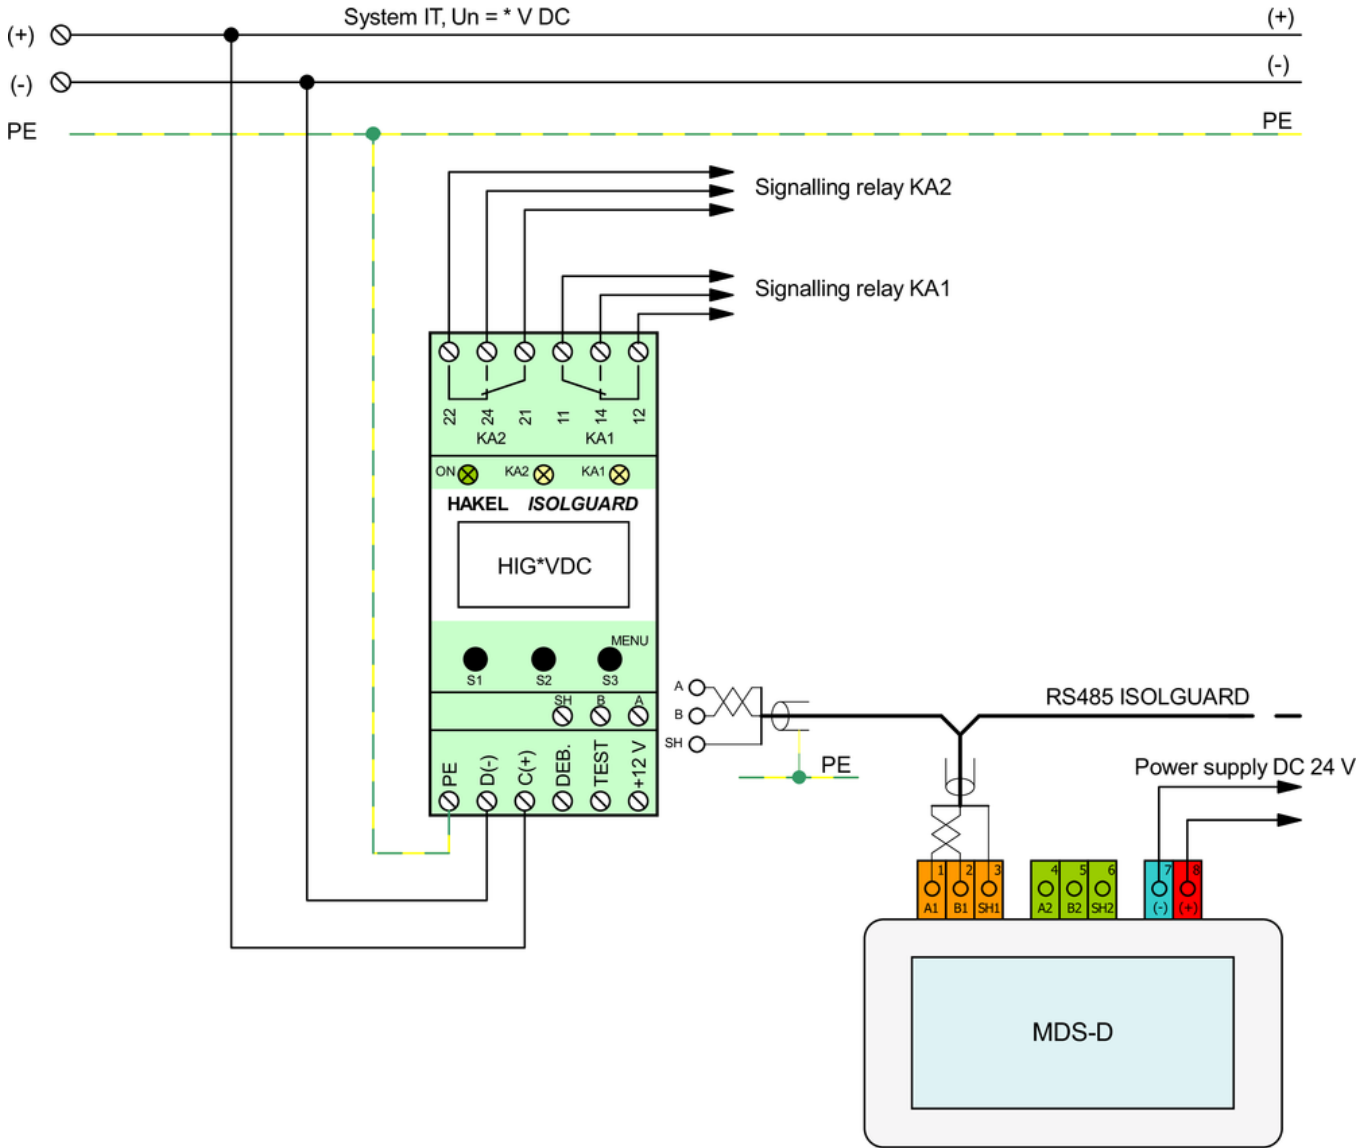 System IT, Un = * V DC
(+) (+)
(-) (-)
PE PE
Signalling relay KA2
Signalling relay KA1
22 24 21 11 14 12
KA2 KA1
ON KA2 KA1
HAKEL ISOLGUARD
HIG*VDC
MENU
S1 S2 S3
SH B A
PE D(-) C(+) DEB. TEST +12 V
A
B
SH
PE
RS485 ISOLGUARD
Power supply DC 24 V
1 2 3 4 5 6 7 8
A1 B1 SH1 A2 B2 SH2 (-) (+)
MDS-D